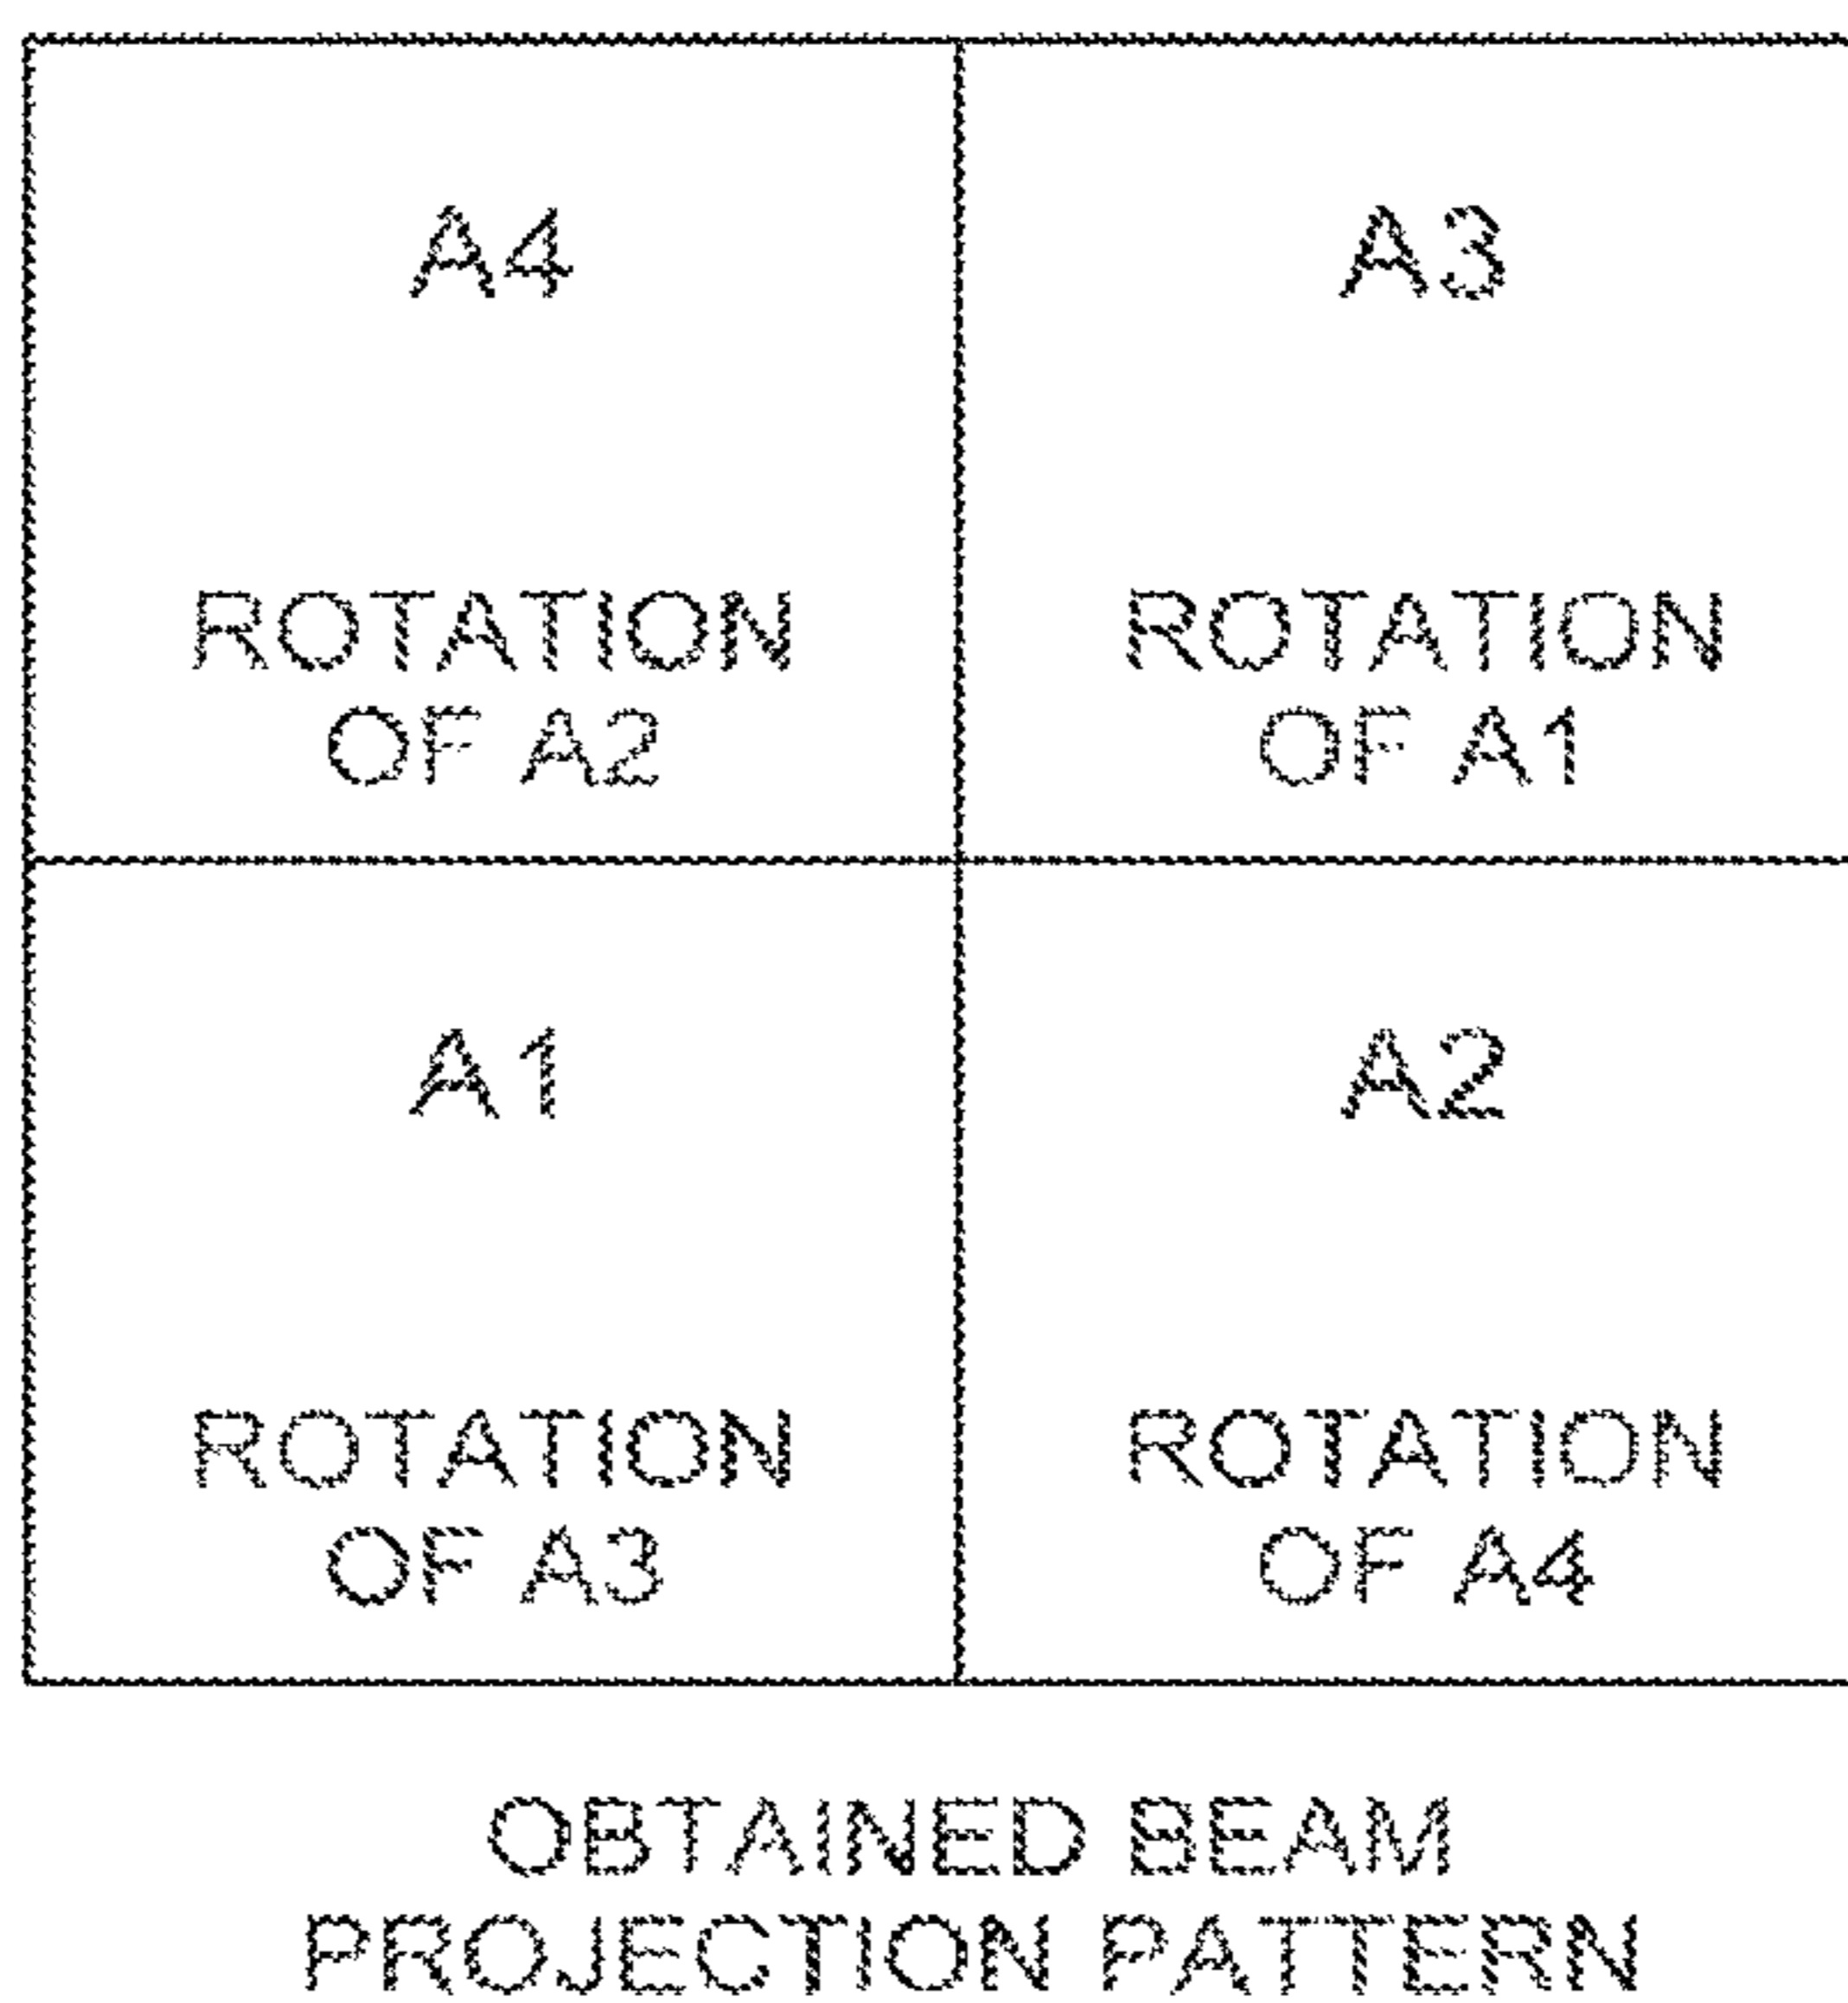 A4
ROTATION
OF A2
A3
ROTATION
OF A1
A1
ROTATION
OF A3
A2
ROTATION
OF A4
OBTAINED BEAM
PROJECTION PATTERN